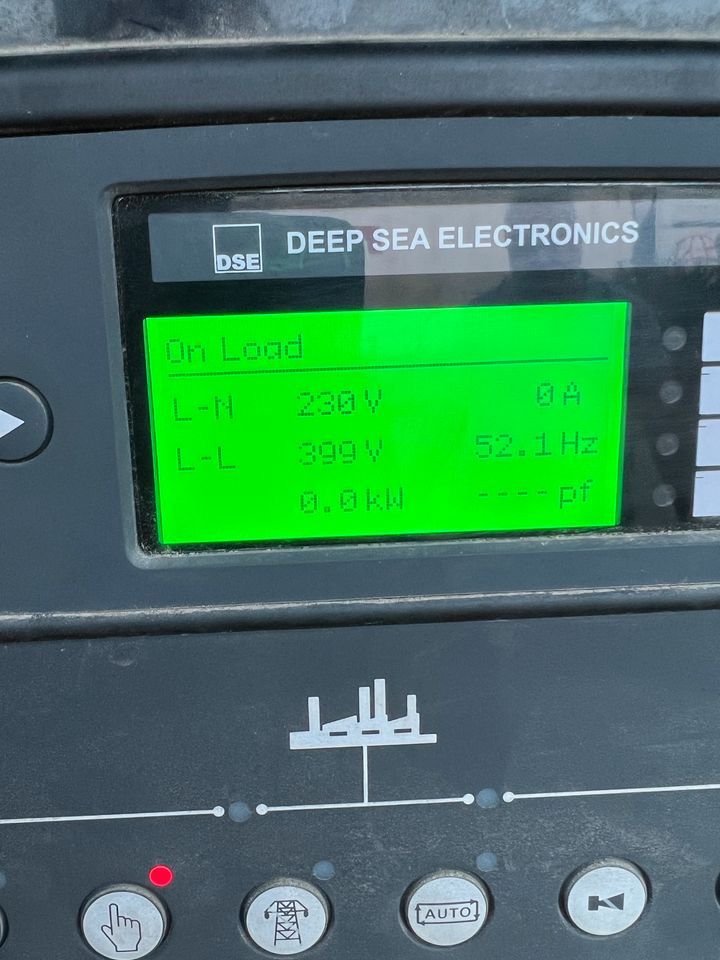 DSE DEEP SEA ELECTRONICS
On Load
L-N 230 V 0 A
L-L 399 V 52.1 Hz
0.0 kW ---- pf
AUTO